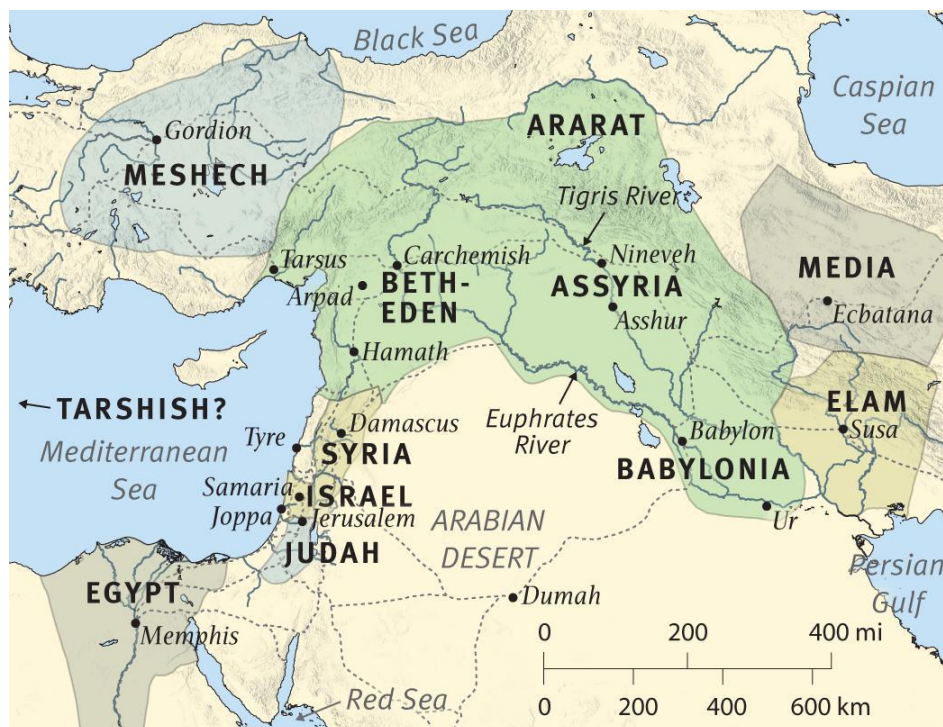 Black Sea
Caspian
Sea
Gordion
MESHECH
ARARAT
Tigris River
Tarsus
Carchemish
Nineveh
Arpad
BETH-
EDEN
ASSYRIA
Asshur
MEDIA
Ecbatana
Hamath
TARSHISH?
Mediterranean
Sea
Tyre
Damascus
SYRIA
Euphrates
River
Babylon
BABYLONIA
ELAM
Susa
Samaria
ISRAEL
Joppa
Jerusalem
JUDAH
ARABIAN
DESERT
Ur
Persian
Gulf
EGYPT
Memphis
Dumah
Red Sea
0 200 400 mi
0 200 400 600 km